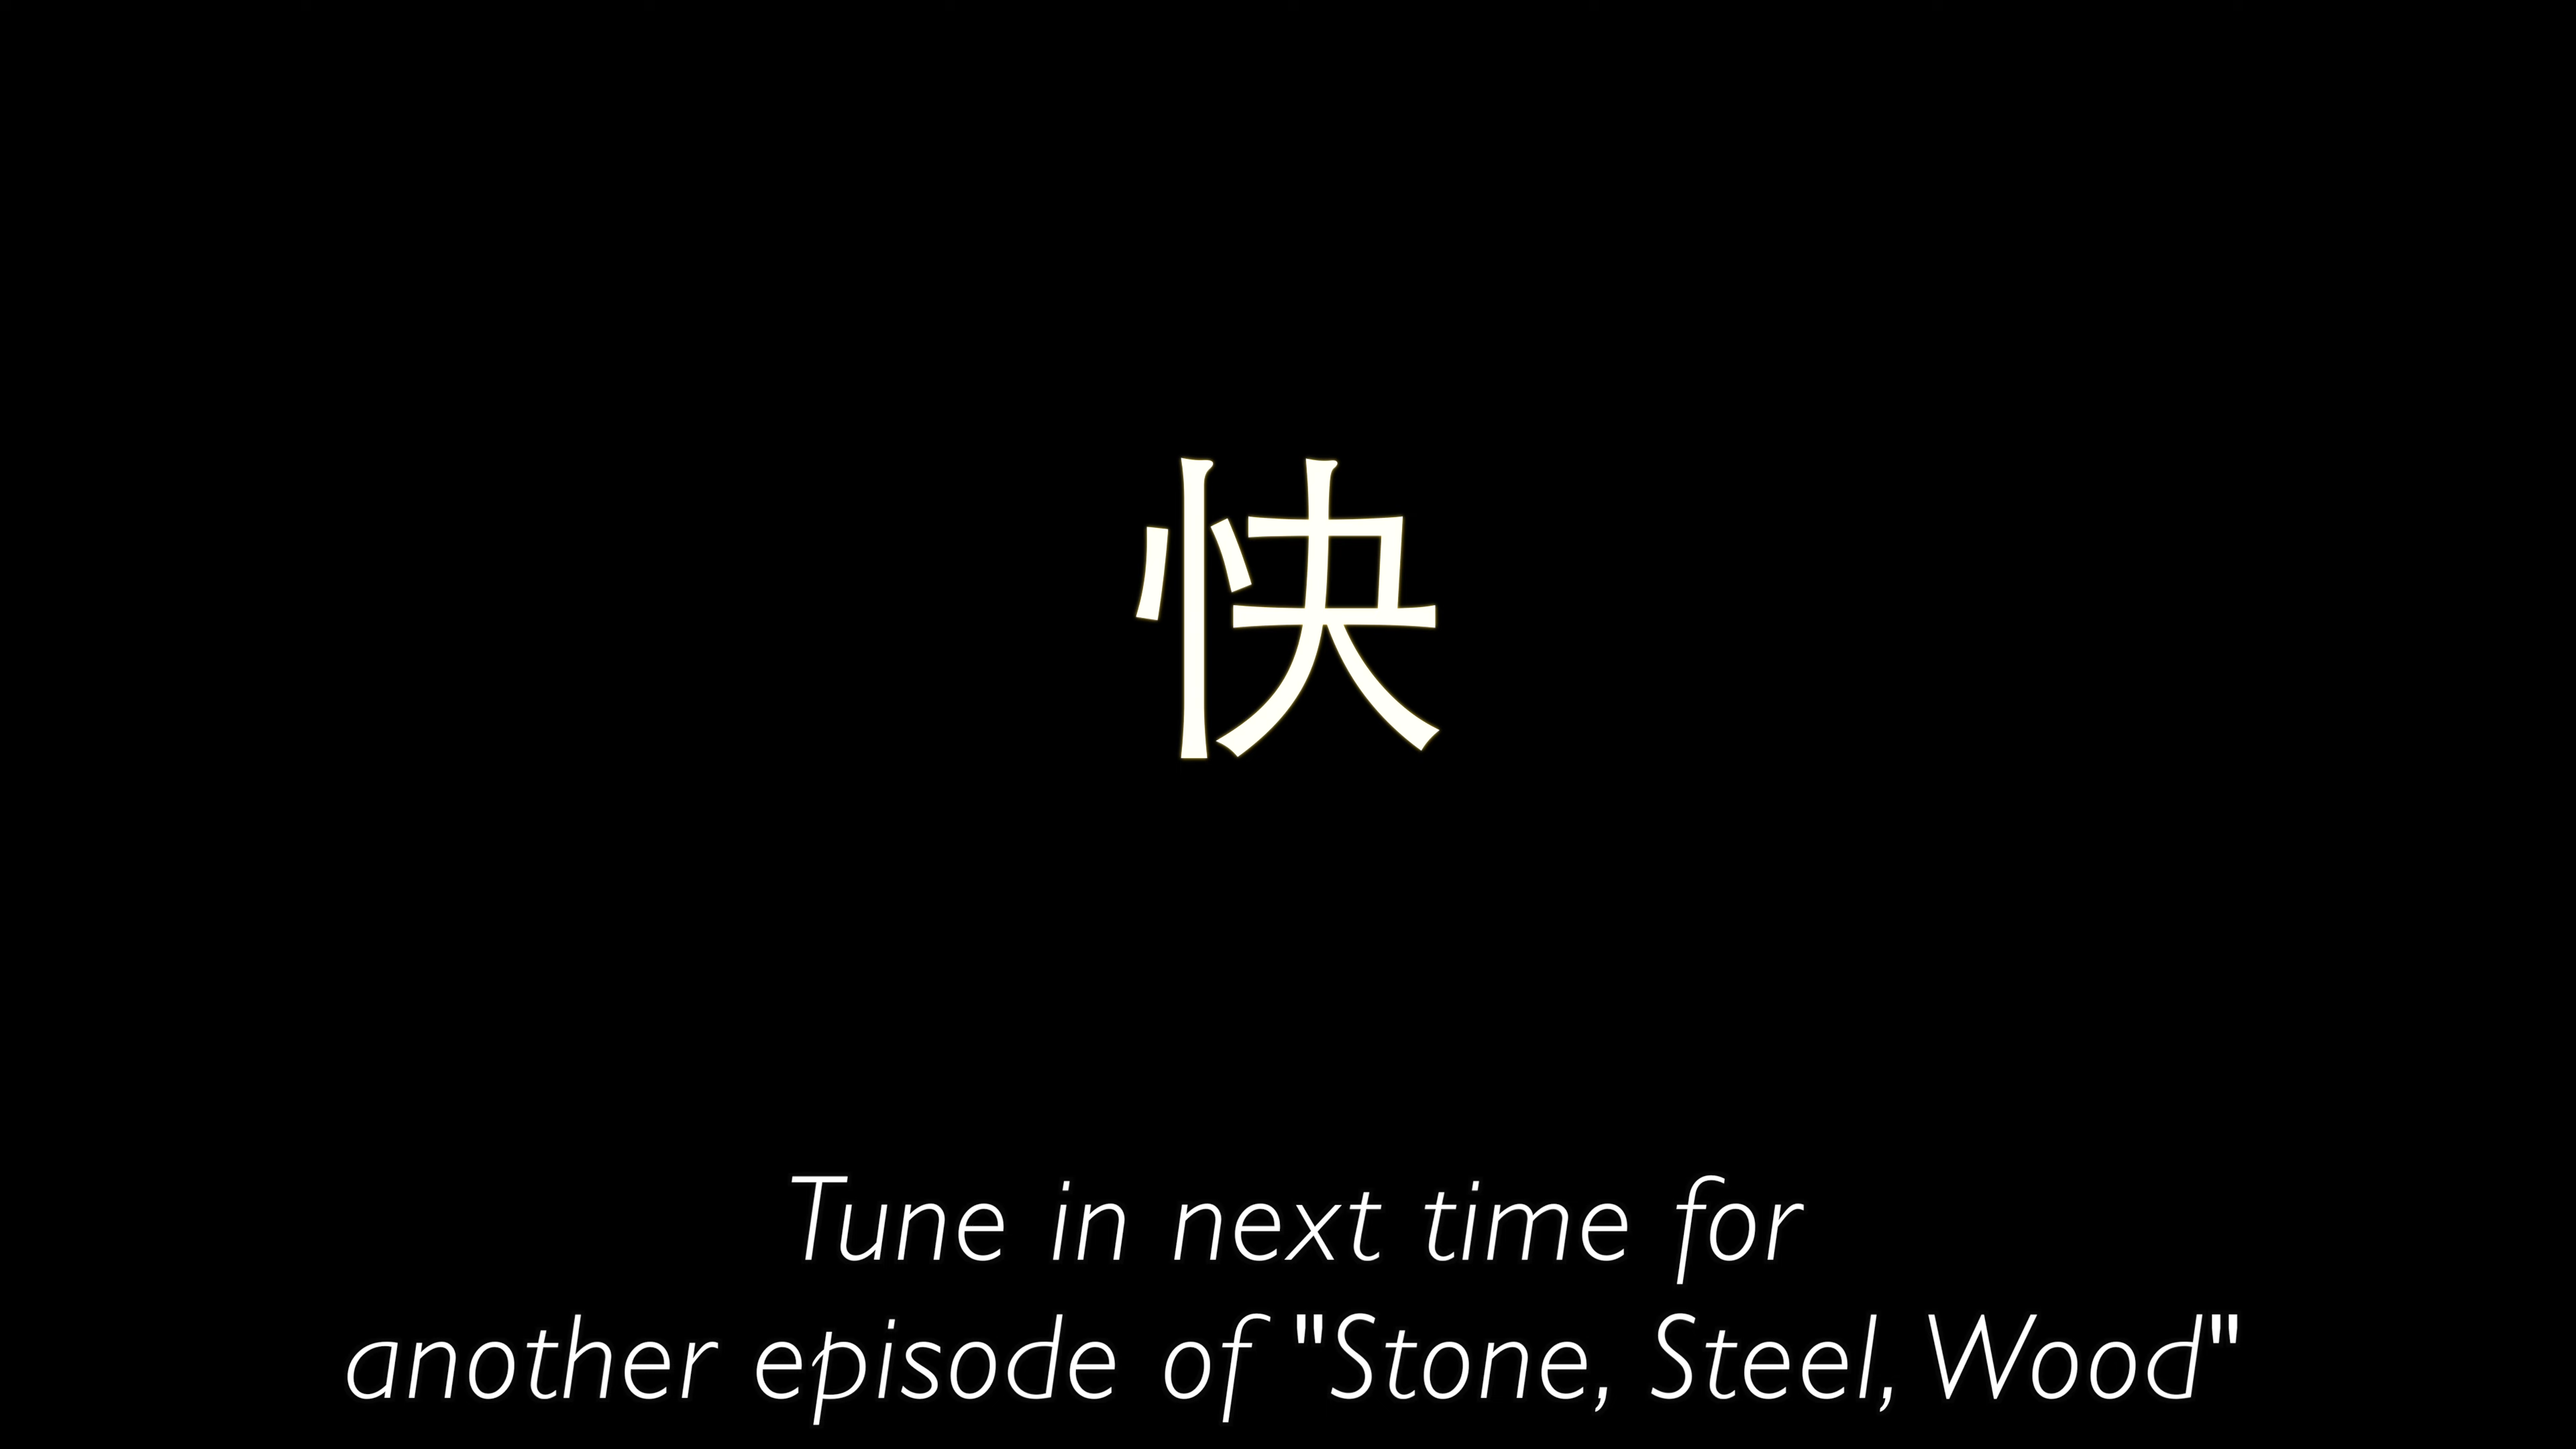 快
Tune in next time for
another episode of "Stone, Steel, Wood"